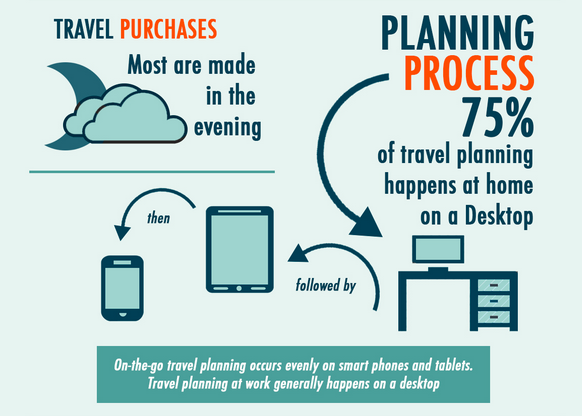 TRAVEL PURCHASES
Most are made
in the
evening
PLANNING
PROCESS
75%
of travel planning
happens at home
on a Desktop
followed by
then
On-the-go travel planning occurs evenly on smart phones and tablets.
Travel planning at work generally happens on a desktop